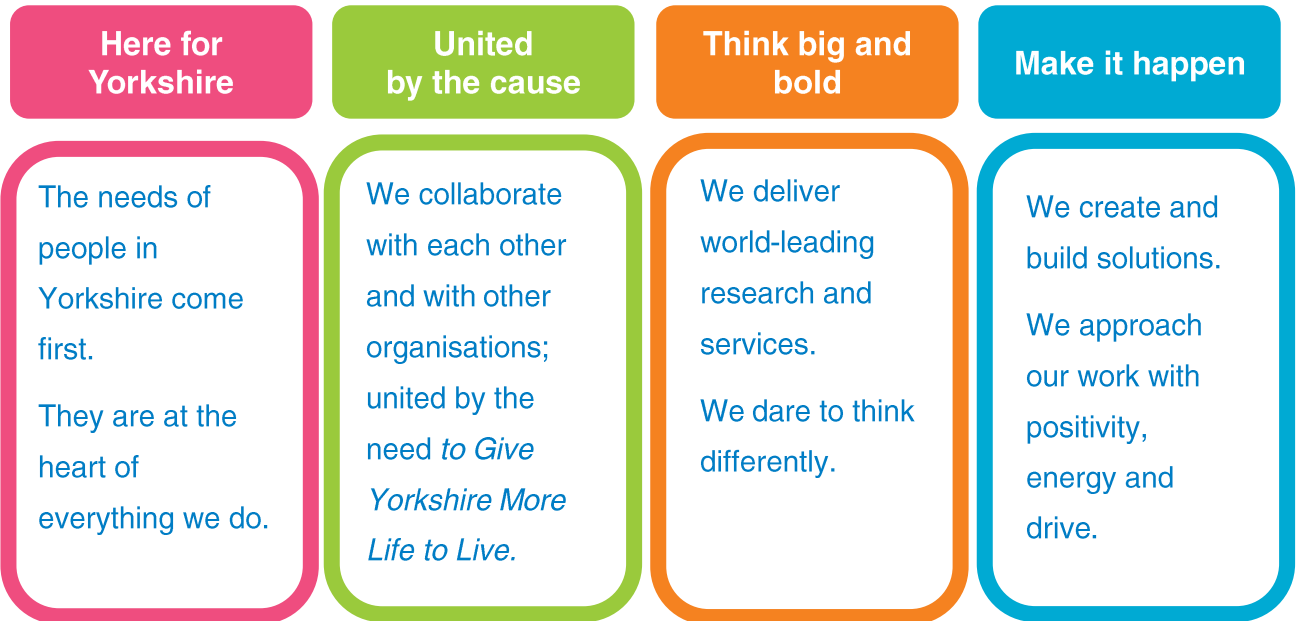 Here for
Yorkshire
The needs of
people in
Yorkshire come
first.
They are at the
heart of
everything we do.
United
by the cause
We collaborate
with each other
and with other
organisations;
united by the
need to Give
Yorkshire More
Life to Live.
Think big and
bold
We deliver
world-leading
research and
services.
We dare to think
differently.
Make it happen
We create and
build solutions.
We approach
our work with
positivity,
energy and
drive.